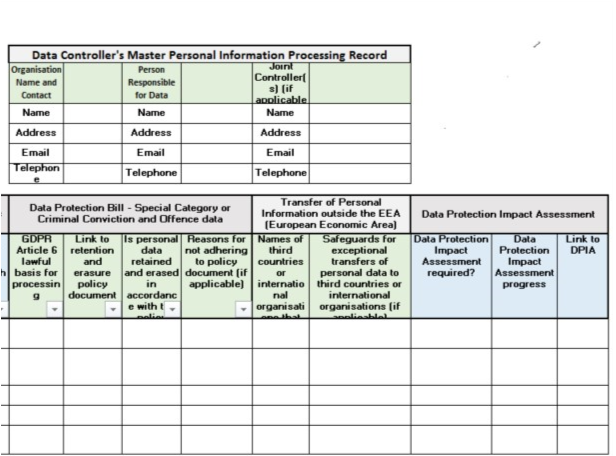 Data Controller's Master Personal Information Processing Record
Organisation Name and Contact
Person Responsible for Data
Joint Controller(s) (if applicable
Name
Name
Name
Address
Address
Address
Email
Email
Email
Telephone
Telephone
Telephone
Data Protection Bill - Special Category or Criminal Conviction and Offence data
Transfer of Personal Information outside the EEA (European Economic Area)
Data Protection Impact Assessment
GDPR Article 6 lawful basis for processing
Link to retention and erasure policy document
Is personal data retained and erased in accordance with t policy
Reasons for not adhering to policy document (if applicable)
Names of third countries or international organisations that
Safeguards for exceptional transfers of personal data to third countries or international organisations (if applicable)
Data Protection Impact Assessment required?
Data Protection Impact Assessment progress
Link to DPIA